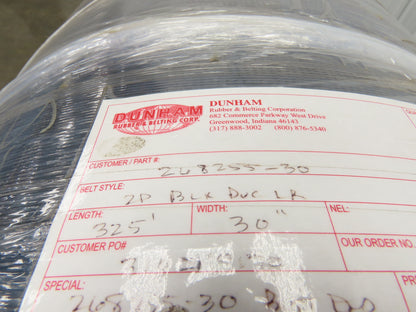 DUNHAM
RUBBER & BELTING CORP.
DUNHAM
Rubber & Belting Corporation
682 Commerce Parkway West Drive
Greenwood, Indiana 46143
(317) 888-3002 (800) 876-5340
CUSTOMER / PART #: 268255-30
BELT STYLE: 2P BLK DUC LR
LENGTH: 325' WIDTH: 30" NEL:
CUSTOMER PO# OUR ORDER NO.
SPECIAL: